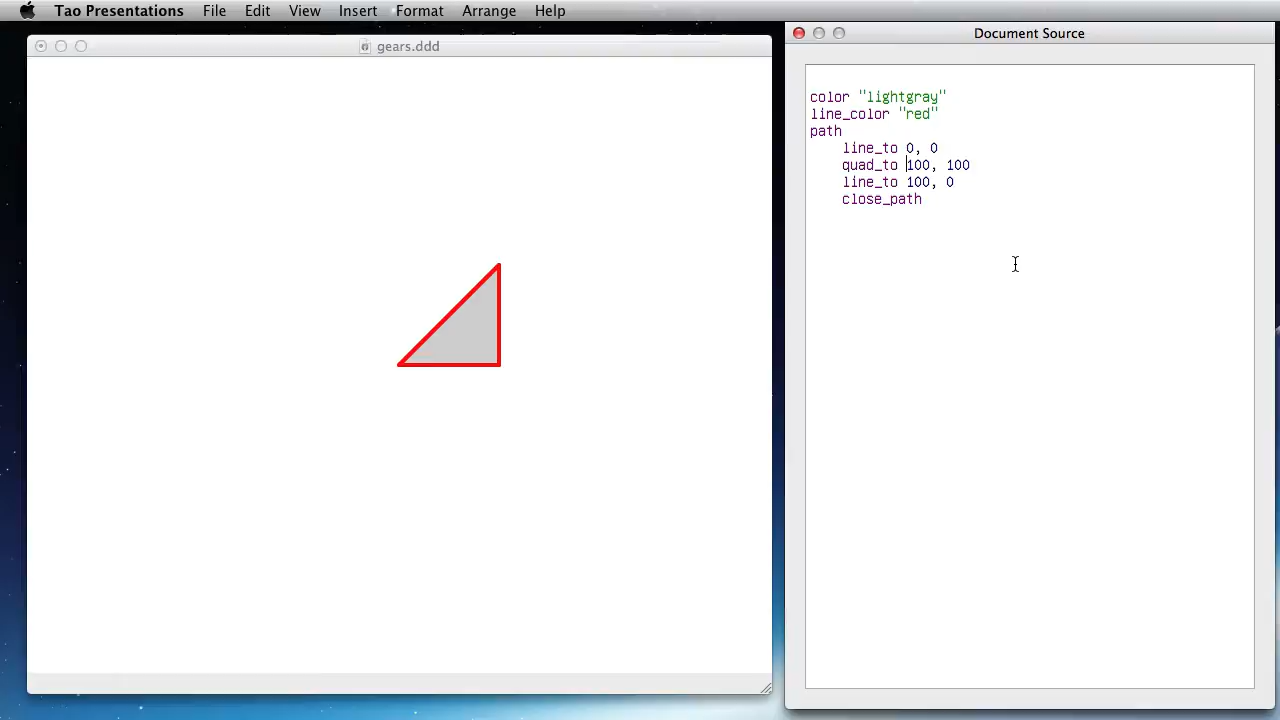 Tao Presentations File Edit View Insert Format Arrange Help
gears.ddd
Document Source
color "lightgray"
line_color "red"
path
line_to 0, 0
quad_to 100, 100
line_to 100, 0
close_path